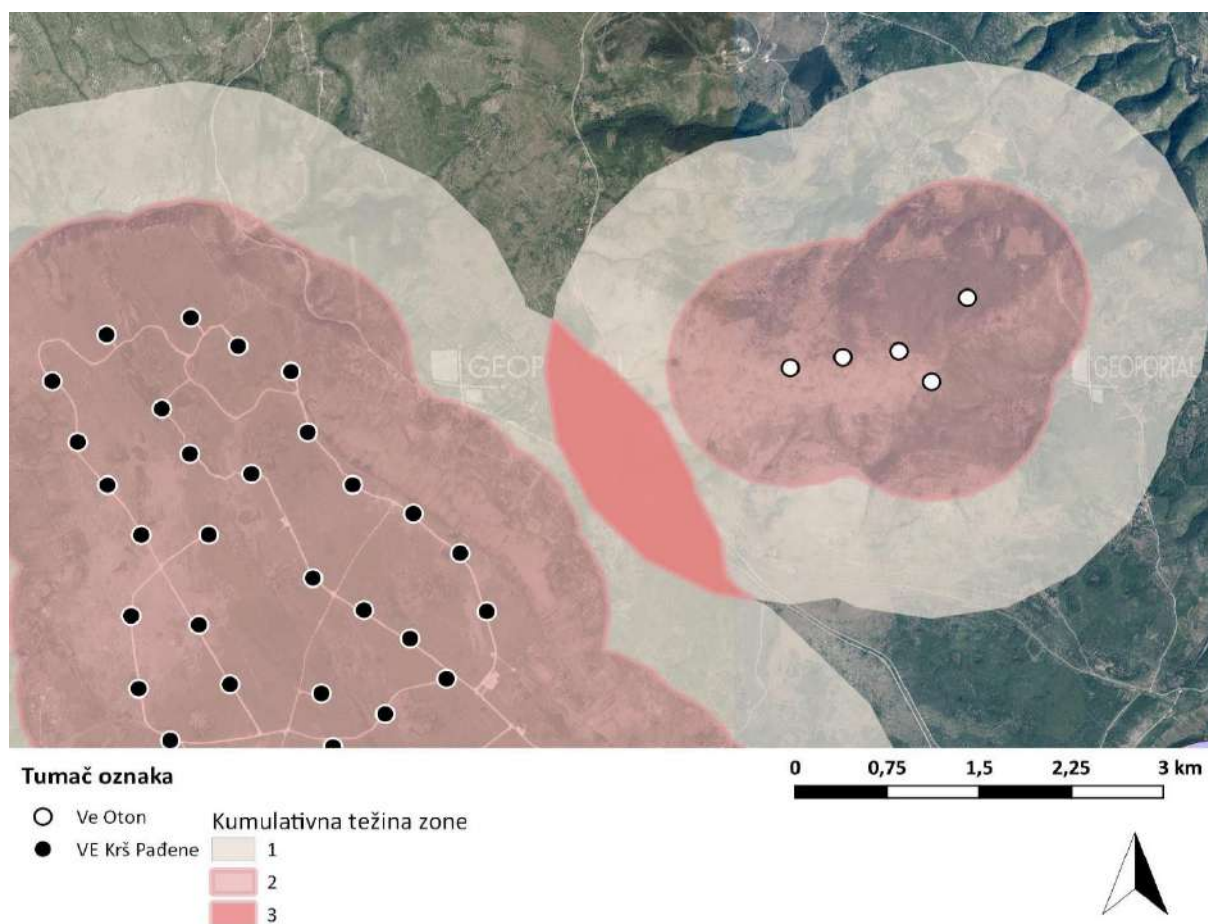 GEOPORTAL
GEOPORTAL
Tumač oznaka
Ve Oton
VE Krš Pađene
Kumulativna težina zone
1
2
3
0 0,75 1,5 2,25 3 km